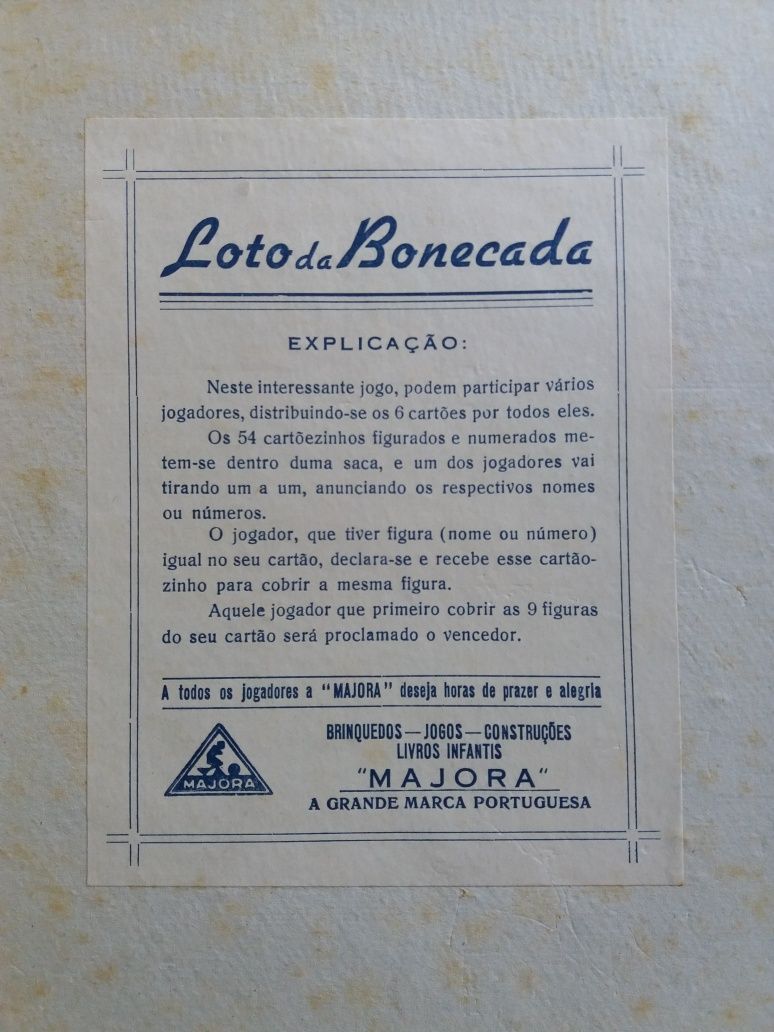 Loto da Bonecada
EXPLICAÇÃO:
Neste interessante jogo, podem participar vários
jogadores, distribuindo-se os 6 cartões por todos eles.
Os 54 cartõezinhos figurados e numerados me-
tem-se dentro duma saca, e um dos jogadores vai
tirando um a um, anunciando os respectivos nomes
ou números.
O jogador, que tiver figura (nome ou número)
igual no seu cartão, declara-se e recebe esse cartão-
zinho para cobrir a mesma figura.
Aquele jogador que primeiro cobrir as 9 figuras
do seu cartão será proclamado o vencedor.
A todos os jogadores a "MAJORA" deseja horas de prazer e alegria
MAJORA
BRINQUEDOS — JOGOS — CONSTRUÇÕES
LIVROS INFANTIS
"MAJORA"
A GRANDE MARCA PORTUGUESA